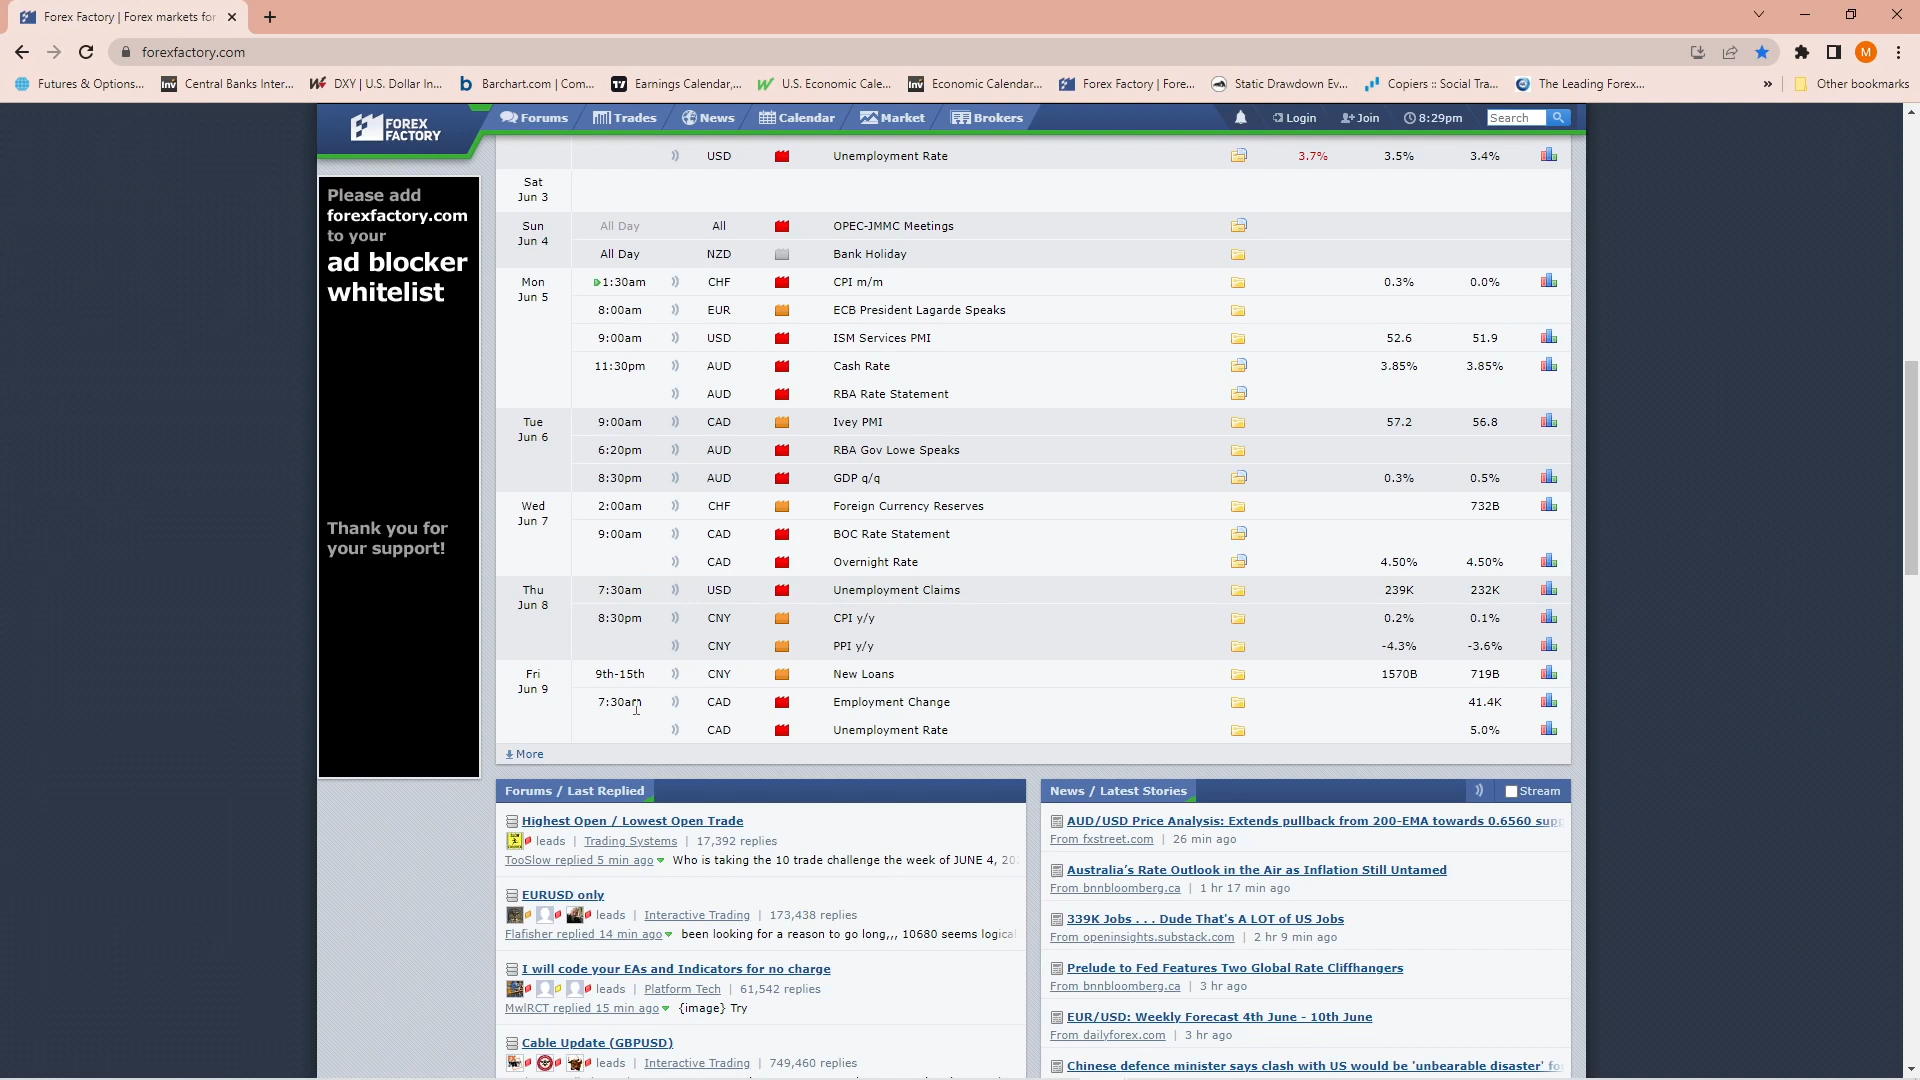 Forex Factory | Forex markets for
forexfactory.com
Futures & Options... Central Banks Inter... DXY | U.S. Dollar In... Barchart.com | Com... Earnings Calendar,... U.S. Economic Cale... Economic Calendar... Forex Factory | Fore... Static Drawdown Ev... Copiers :: Social Tra... The Leading Forex... » Other bookmarks
FOREX FACTORY Forums Trades News Calendar Market Brokers Login Join 8:29pm Search
Please add
forexfactory.com
to your
ad blocker
whitelist
Thank you for
your support!
USD Unemployment Rate 3.7% 3.5% 3.4%
Sat
Jun 3
Sun
Jun 4
All Day All OPEC-JMMC Meetings
All Day NZD Bank Holiday
Mon
Jun 5
1:30am CHF CPI m/m 0.3% 0.0%
8:00am EUR ECB President Lagarde Speaks
9:00am USD ISM Services PMI 52.6 51.9
11:30pm AUD Cash Rate 3.85% 3.85%
AUD RBA Rate Statement
Tue
Jun 6
9:00am CAD Ivey PMI 57.2 56.8
6:20pm AUD RBA Gov Lowe Speaks
8:30pm AUD GDP q/q 0.3% 0.5%
Wed
Jun 7
2:00am CHF Foreign Currency Reserves 732B
9:00am CAD BOC Rate Statement
CAD Overnight Rate 4.50% 4.50%
Thu
Jun 8
7:30am USD Unemployment Claims 239K 232K
8:30pm CNY CPI y/y 0.2% 0.1%
CNY PPI y/y -4.3% -3.6%
Fri
Jun 9
9th-15th CNY New Loans 1570B 719B
7:30am CAD Employment Change 41.4K
CAD Unemployment Rate 5.0%
More
Forums / Last Replied
Highest Open / Lowest Open Trade
leads | Trading Systems | 17,392 replies
TooSlow replied 5 min ago Who is taking the 10 trade challenge the week of JUNE 4, 20
EURUSD only
leads | Interactive Trading | 173,438 replies
Flafisher replied 14 min ago been looking for a reason to go long,,, 10680 seems logica
I will code your EAs and Indicators for no charge
leads | Platform Tech | 61,542 replies
MwlRCT replied 15 min ago {image} Try
Cable Update (GBPUSD)
leads | Interactive Trading | 749,460 replies
News / Latest Stories Stream
AUD/USD Price Analysis: Extends pullback from 200-EMA towards 0.6560 supp
From fxstreet.com | 26 min ago
Australia’s Rate Outlook in the Air as Inflation Still Untamed
From bnnbloomberg.ca | 1 hr 17 min ago
339K Jobs . . . Dude That's A LOT of US Jobs
From openinsights.substack.com | 2 hr 9 min ago
Prelude to Fed Features Two Global Rate Cliffhangers
From bnnbloomberg.ca | 3 hr ago
EUR/USD: Weekly Forecast 4th June - 10th June
From dailyforex.com | 3 hr ago
Chinese defence minister says clash with US would be 'unbearable disaster' fo